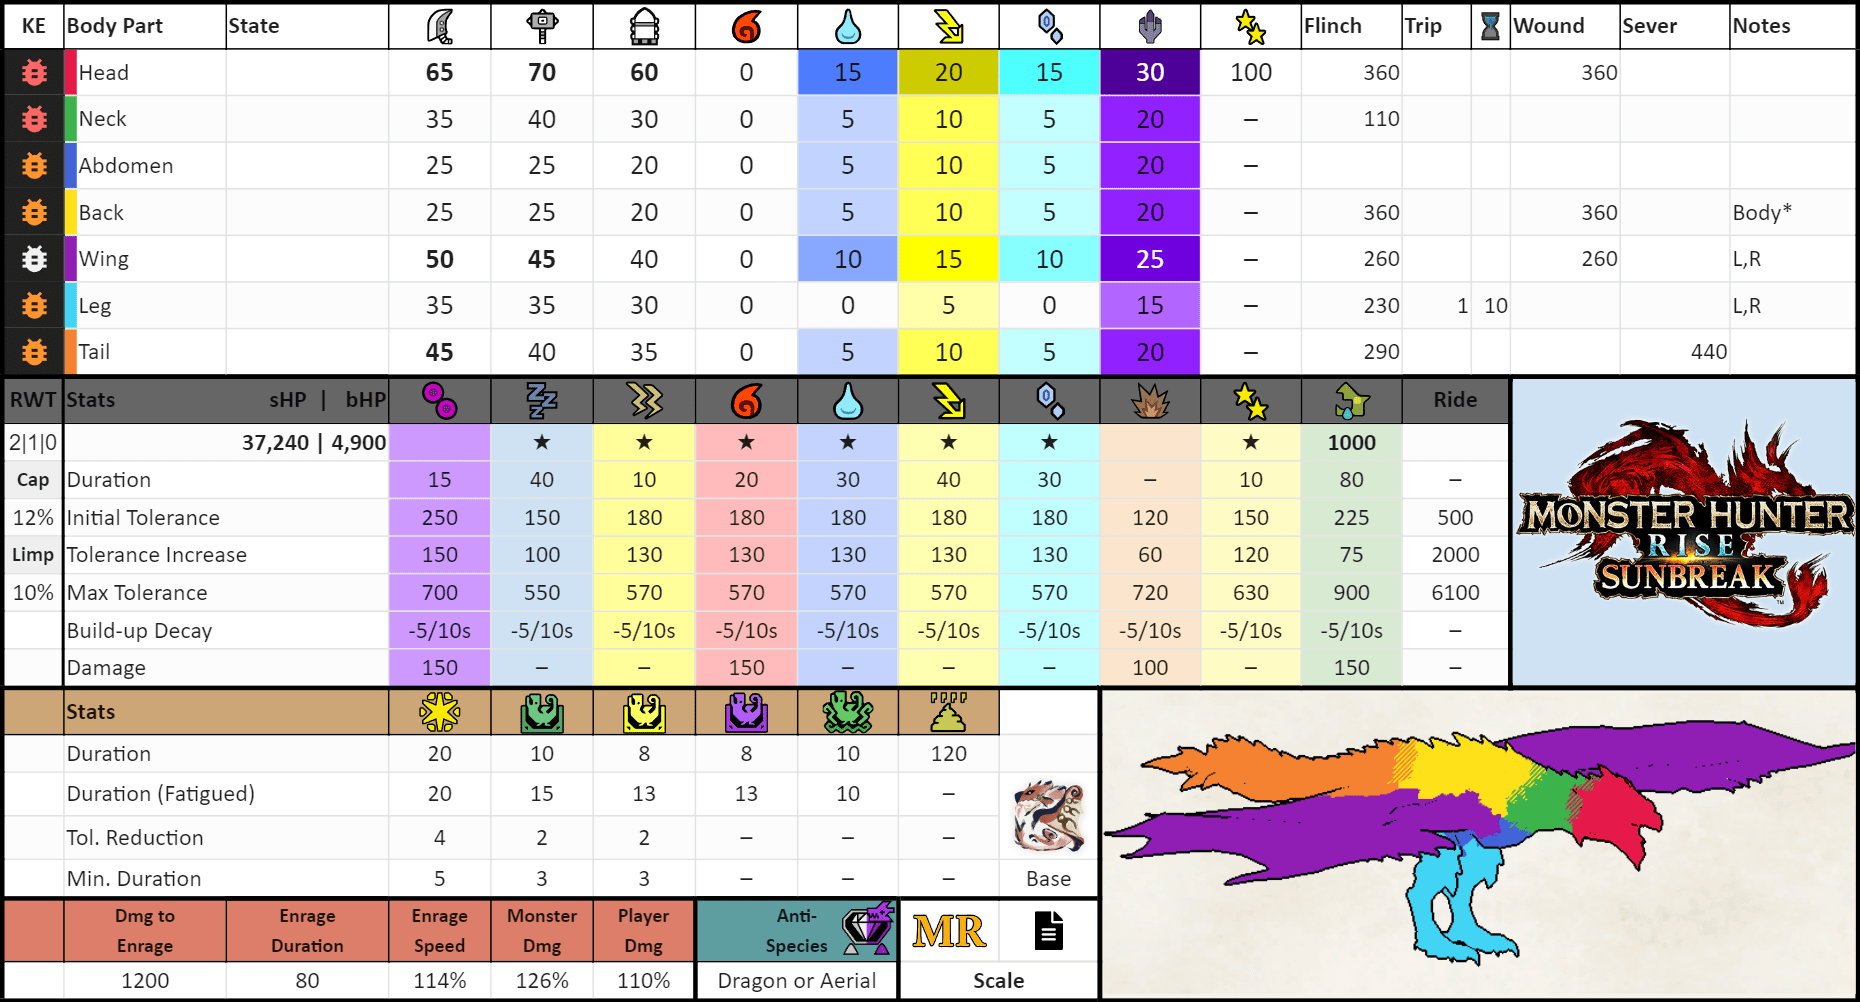 KE Body Part State Flinch Trip Wound Sever Notes
Head 65 70 60 0 15 20 15 30 100 360 360
Neck 35 40 30 0 5 10 5 20 – 110
Abdomen 25 25 20 0 5 10 5 20 –
Back 25 25 20 0 5 10 5 20 – 360 360 Body*
Wing 50 45 40 0 10 15 10 25 – 260 260 L,R
Leg 35 35 30 0 0 5 0 15 – 230 1 10 L,R
Tail 45 40 35 0 5 10 5 20 – 290 440
RWT Stats sHP | bHP Ride
2|1|0 37,240 | 4,900 ★ ★ ★ ★ ★ ★ ★ 1000
Cap Duration 15 40 10 20 30 40 30 – 10 80 –
12% Initial Tolerance 250 150 180 180 180 180 180 120 150 225 500
Limp Tolerance Increase 150 100 130 130 130 130 130 60 120 75 2000
10% Max Tolerance 700 550 570 570 570 570 570 720 630 900 6100
Build-up Decay -5/10s -5/10s -5/10s -5/10s -5/10s -5/10s -5/10s -5/10s -5/10s -5/10s –
Damage 150 – – 150 – – – 100 – 150 –
MONSTER HUNTER
RISE
SUNBREAK
™
Stats
Duration 20 10 8 8 10 120
Duration (Fatigued) 20 15 13 13 10 –
Tol. Reduction 4 2 2 – – –
Min. Duration 5 3 3 – – – Base
Dmg to Enrage Enrage Monster Player Anti-
Enrage Duration Speed Dmg Dmg Species MR
1200 80 114% 126% 110% Dragon or Aerial Scale